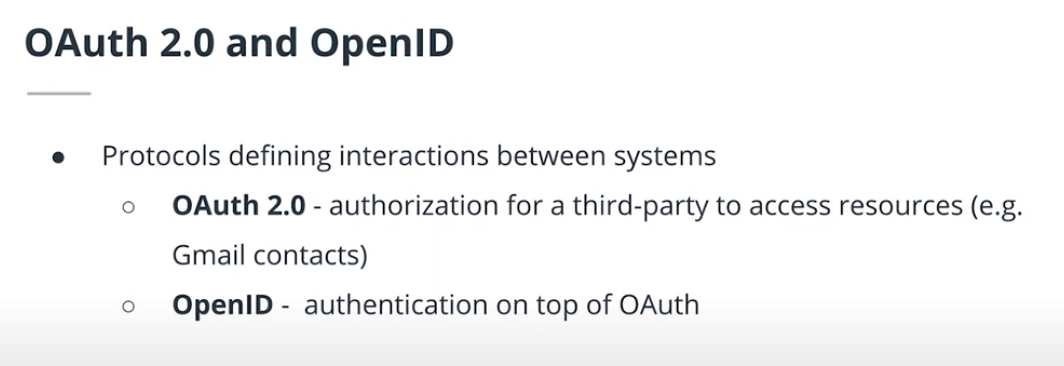 OAuth 2.0 and OpenID
● Protocols defining interactions between systems
○ OAuth 2.0 - authorization for a third-party to access resources (e.g.
Gmail contacts)
○ OpenID - authentication on top of OAuth